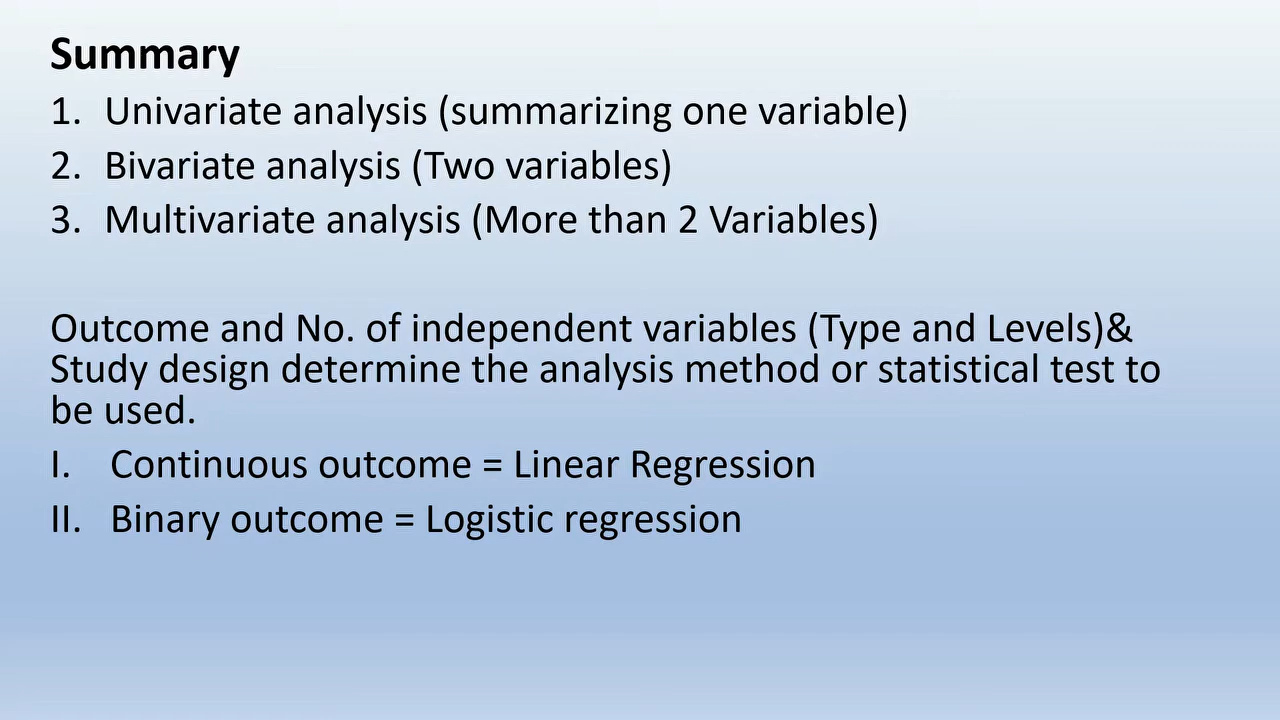 Summary
1. Univariate analysis (summarizing one variable)
2. Bivariate analysis (Two variables)
3. Multivariate analysis (More than 2 Variables)
Outcome and No. of independent variables (Type and Levels)&
Study design determine the analysis method or statistical test to
be used.
I. Continuous outcome = Linear Regression
II. Binary outcome = Logistic regression